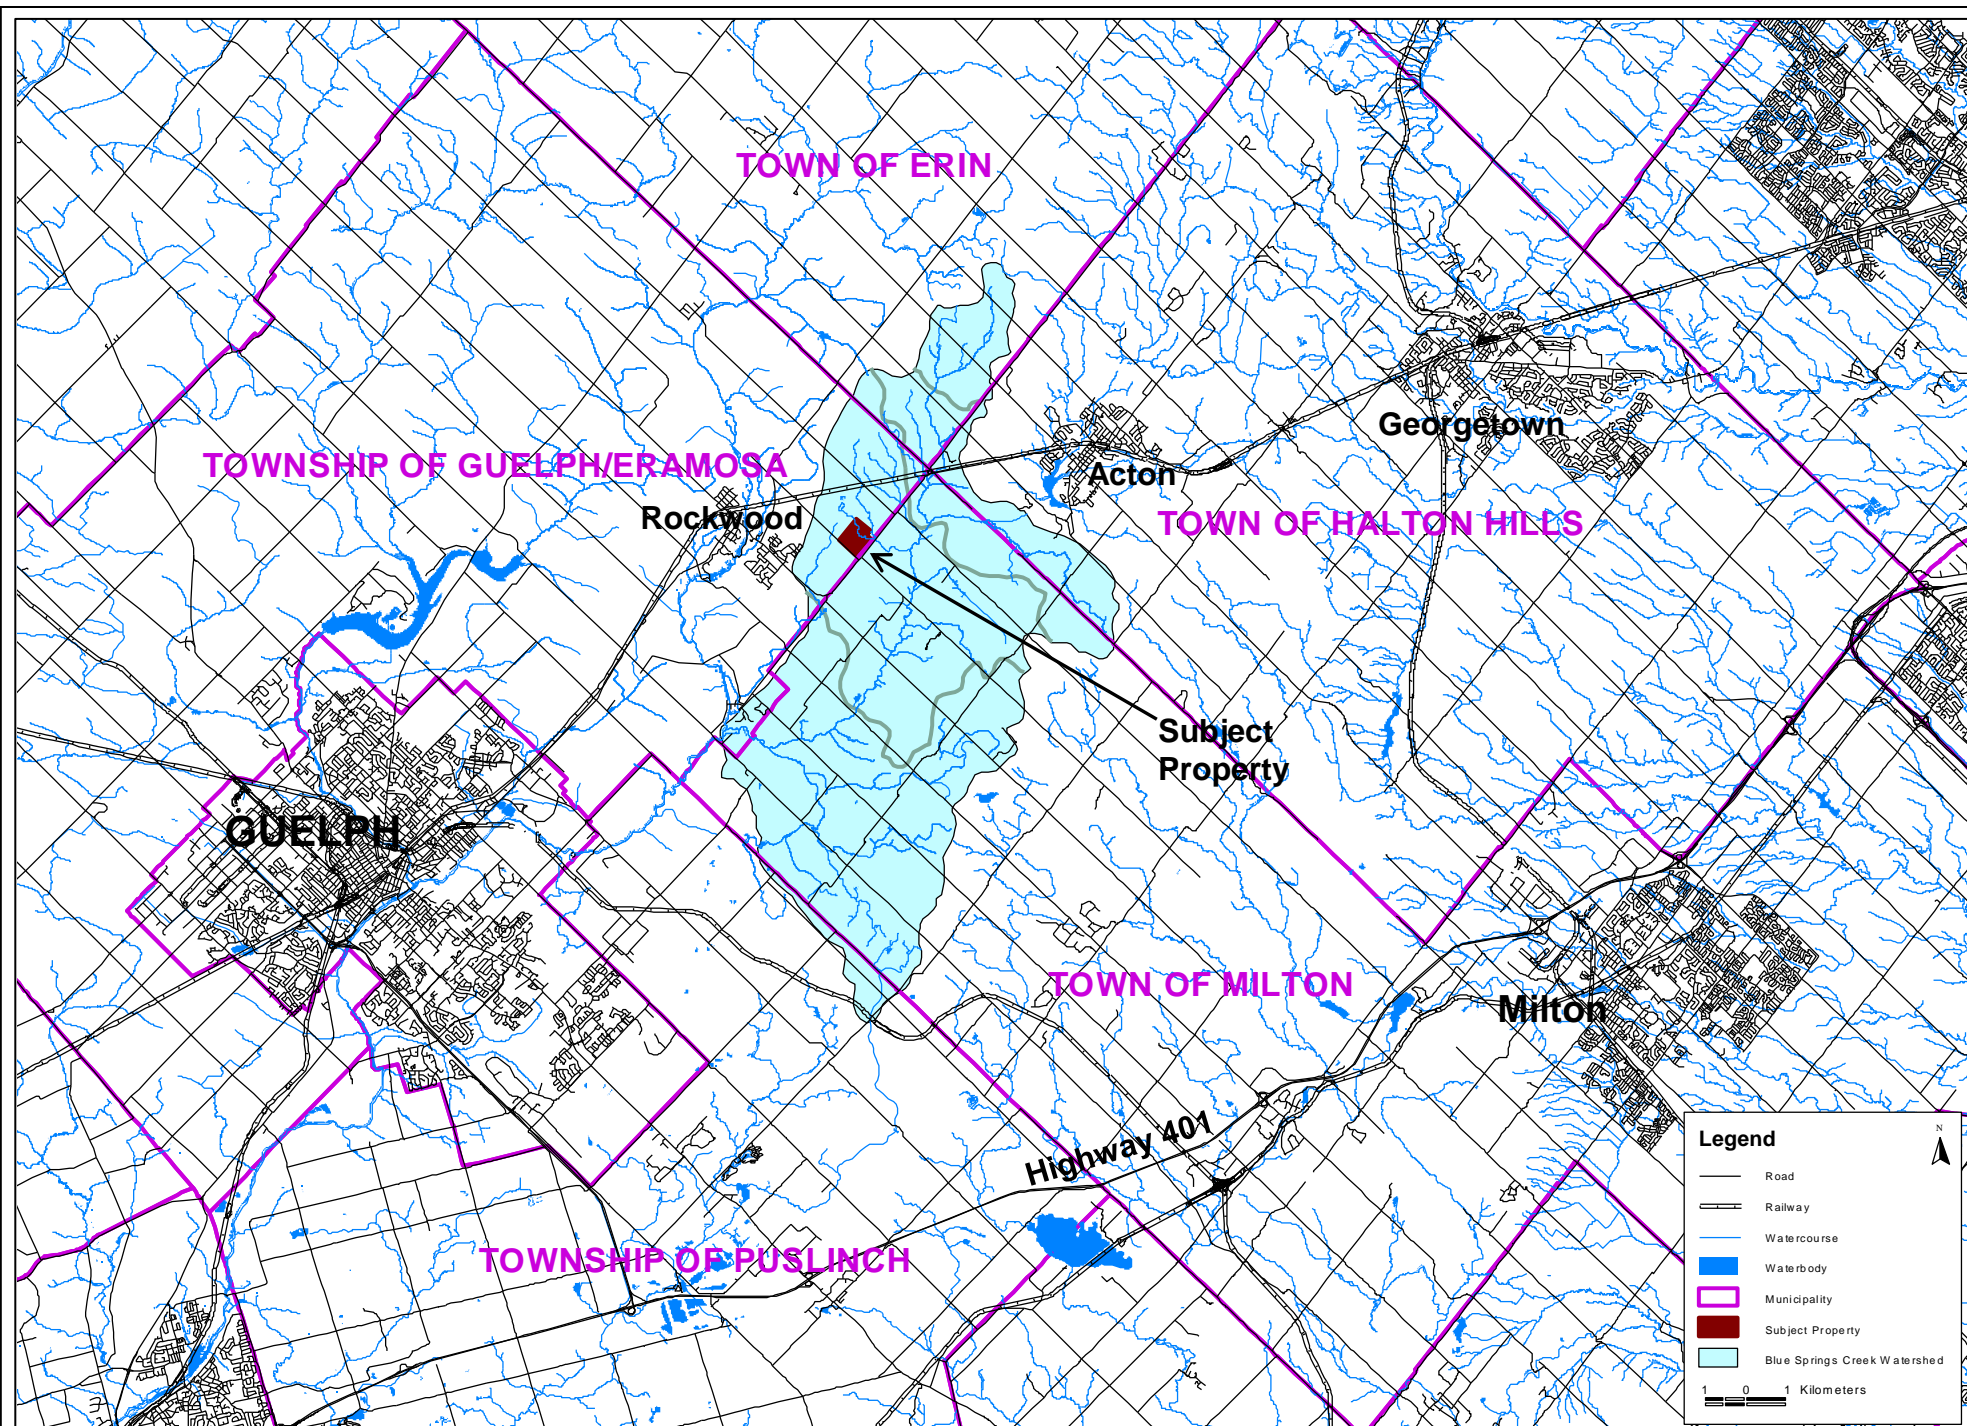 TOWN OF ERIN
Georgetown
TOWNSHIP OF GUELPH/ERAMOSA
Acton
Rockwood
TOWN OF HALTON HILLS
Subject
Property
GUELPH
TOWN OF MILTON
Milton
Highway 401
TOWNSHIP OF PUSLINCH
Legend
N
Road
Railway
Watercourse
Waterbody
Municipality
Subject Property
Blue Springs Creek Watershed
1 0 1 Kilometers